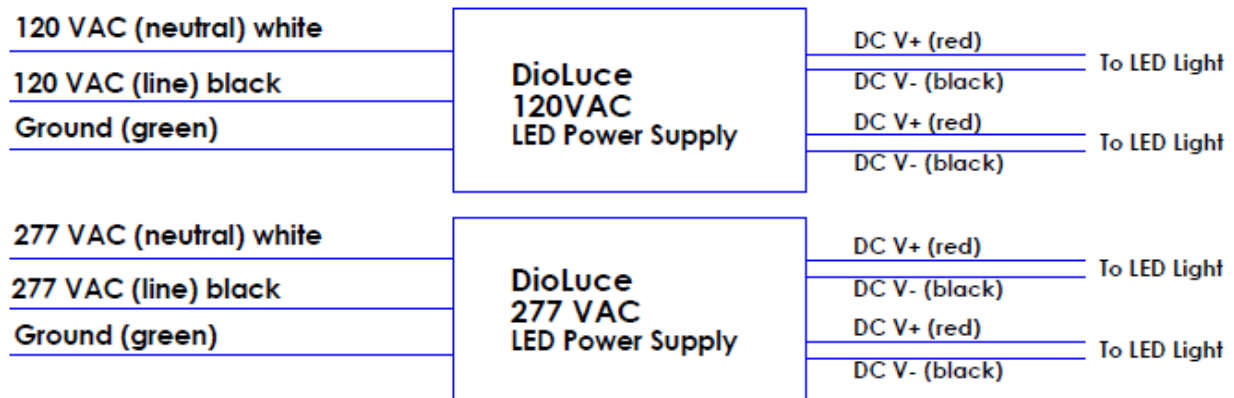 120 VAC (neutral) white
120 VAC (line) black
Ground (green)
DioLuce
120VAC
LED Power Supply
DC V+ (red)
DC V- (black)
To LED Light
DC V+ (red)
DC V- (black)
To LED Light
277 VAC (neutral) white
277 VAC (line) black
Ground (green)
DioLuce
277 VAC
LED Power Supply
DC V+ (red)
DC V- (black)
To LED Light
DC V+ (red)
DC V- (black)
To LED Light